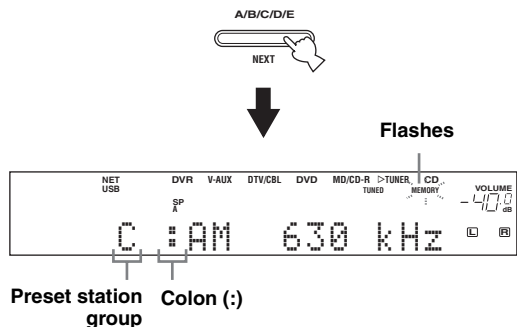 A/B/C/D/E
NEXT
Flashes
NET DVR V-AUX DTV/CBL DVD MD/CD-R ▷TUNER CD
USB TUNED MEMORY VOLUME
SP
A
-40.0 dB
C :AM 630 kHz L R
Preset station group
Colon (:)